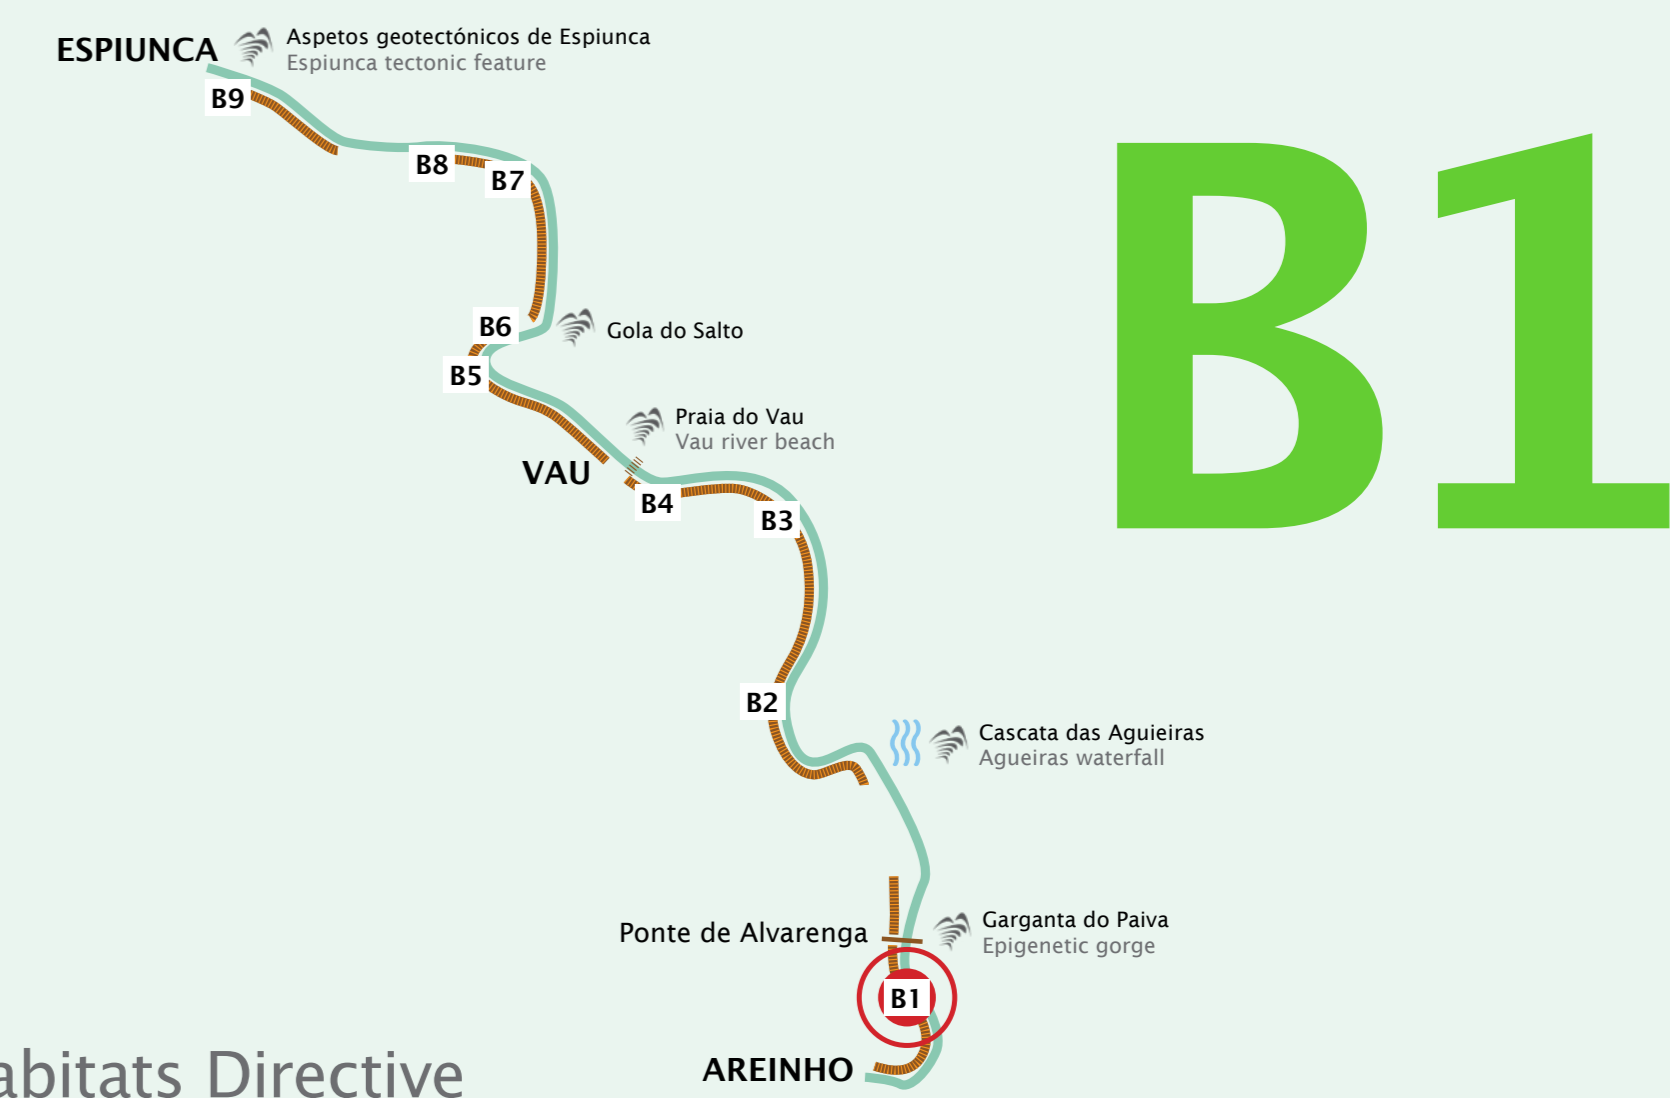 ESPIUNCA
Aspetos geotectónicos de Espiunca
Espiunca tectonic feature
B9
B8
B7
B1
B6
Gola do Salto
B5
Praia do Vau
Vau river beach
VAU
B4
B3
B2
Cascata das Aguieiras
Agueiras waterfall
Ponte de Alvarenga
Garganta do Paiva
Epigenetic gorge
B1
AREINHO
abitats Directive